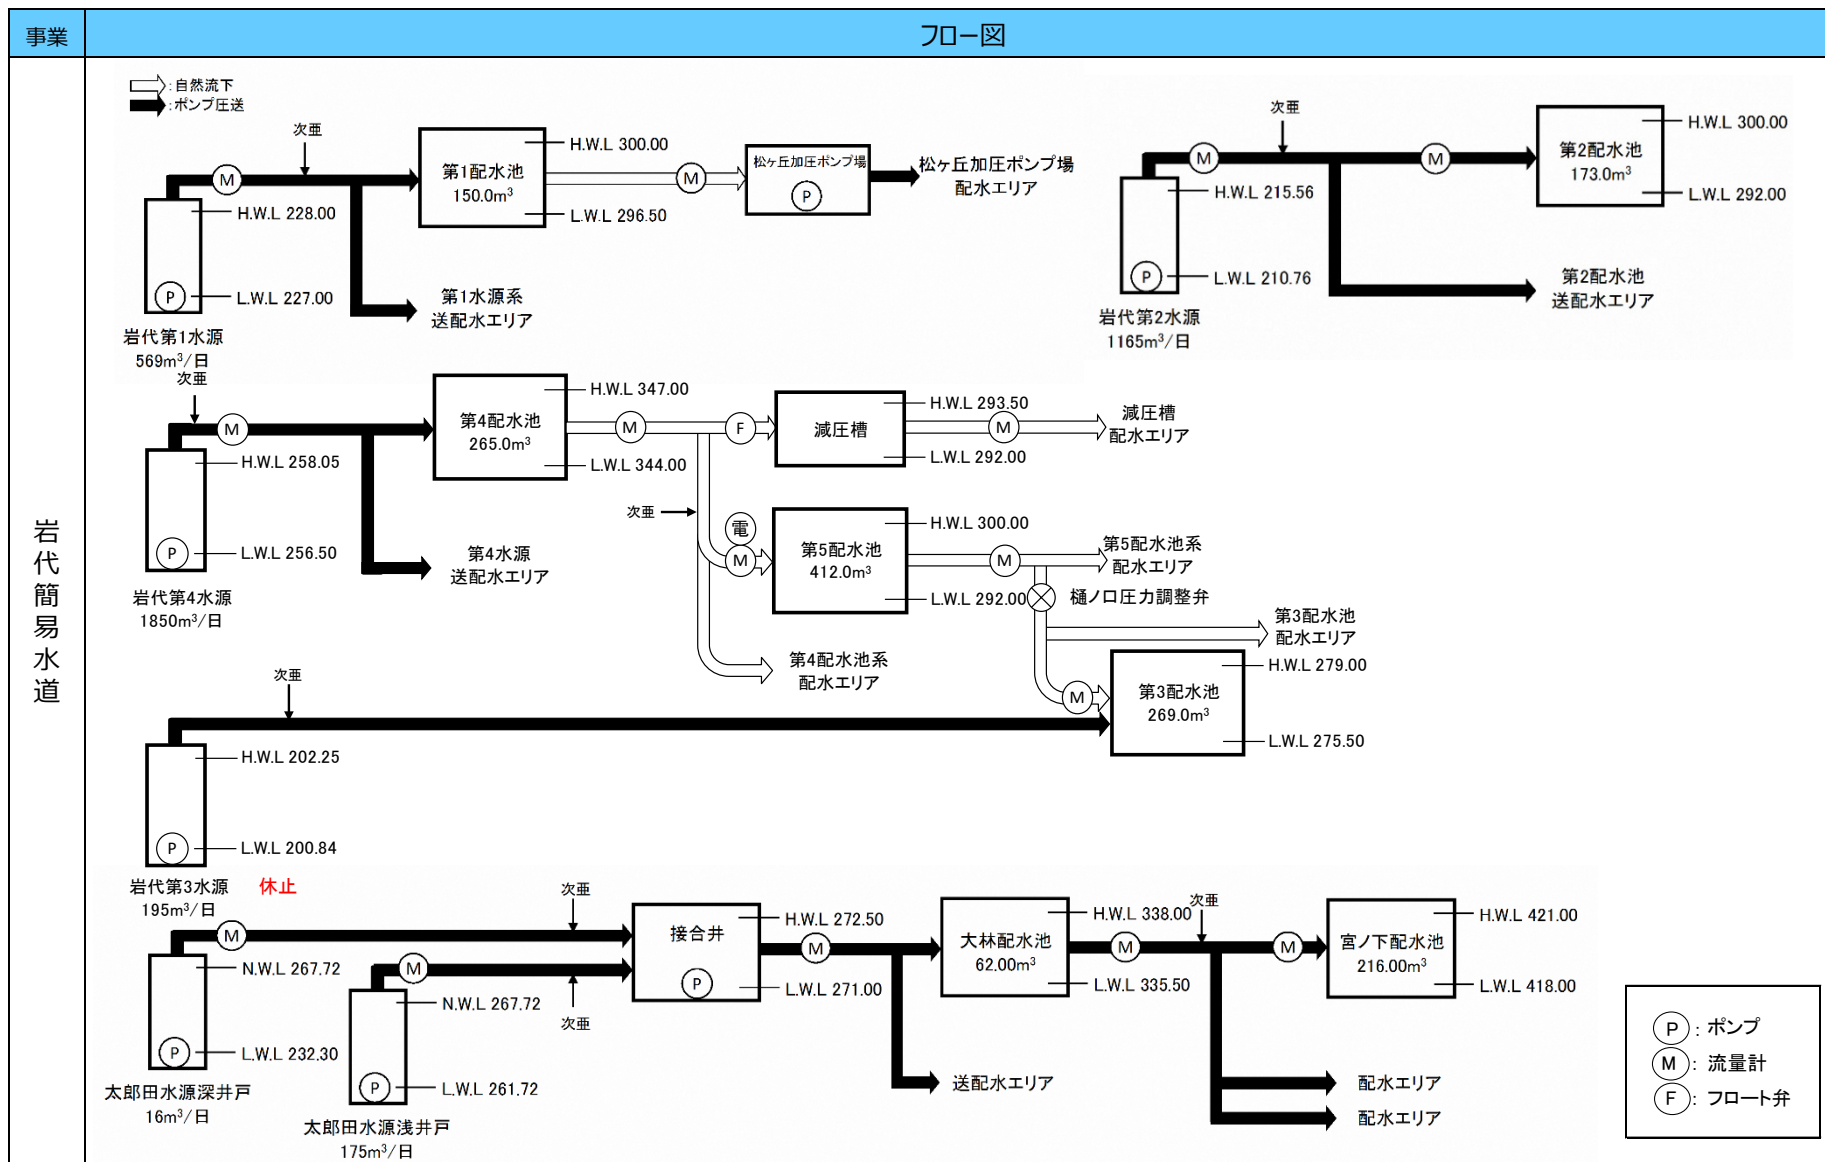 事業
フロー図
岩代簡易水道
:自然流下
:ポンプ圧送
次亜
M
第1配水池
150.0m³
H.W.L 300.00
L.W.L 296.50
M
松ヶ丘加圧ポンプ場
P
松ヶ丘加圧ポンプ場
配水エリア
H.W.L 228.00
P
L.W.L 227.00
岩代第1水源
569m³/日
第1水源系
送配水エリア
次亜
M
M
第2配水池
173.0m³
H.W.L 300.00
L.W.L 292.00
H.W.L 215.56
P
L.W.L 210.76
岩代第2水源
1165m³/日
第2配水池
送配水エリア
次亜
M
第4配水池
265.0m³
H.W.L 347.00
L.W.L 344.00
M
F
減圧槽
H.W.L 293.50
M
L.W.L 292.00
減圧槽
配水エリア
H.W.L 258.05
P
L.W.L 256.50
岩代第4水源
1850m³/日
第4水源
送配水エリア
次亜
電
M
第5配水池
412.0m³
H.W.L 300.00
L.W.L 292.00
M
第5配水池系
配水エリア
樋ノ口圧力調整弁
第3配水池
配水エリア
第4配水池系
配水エリア
M
第3配水池
269.0m³
H.W.L 279.00
L.W.L 275.50
次亜
H.W.L 202.25
P
L.W.L 200.84
岩代第3水源 休止
195m³/日
M
次亜
N.W.L 267.72
P
L.W.L 232.30
太郎田水源深井戸
16m³/日
M
次亜
N.W.L 267.72
P
L.W.L 261.72
太郎田水源浅井戸
175m³/日
接合井
P
H.W.L 272.50
M
L.W.L 271.00
送配水エリア
大林配水池
62.00m³
H.W.L 338.00
L.W.L 335.50
M
次亜
M
宮ノ下配水池
216.00m³
H.W.L 421.00
L.W.L 418.00
配水エリア
配水エリア
P : ポンプ
M : 流量計
F : フロート弁